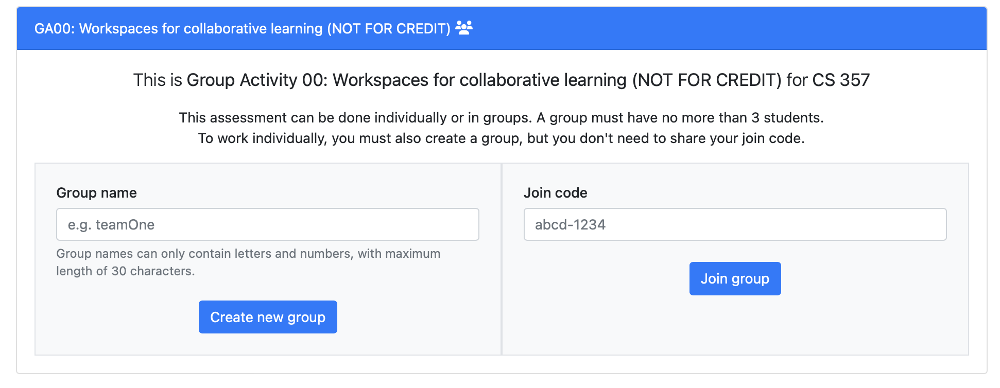 GA00: Workspaces for collaborative learning (NOT FOR CREDIT)
This is Group Activity 00: Workspaces for collaborative learning (NOT FOR CREDIT) for CS 357
This assessment can be done individually or in groups. A group must have no more than 3 students.
To work individually, you must also create a group, but you don't need to share your join code.
Group name
e.g. teamOne
Group names can only contain letters and numbers, with maximum
length of 30 characters.
Create new group
Join code
abcd-1234
Join group